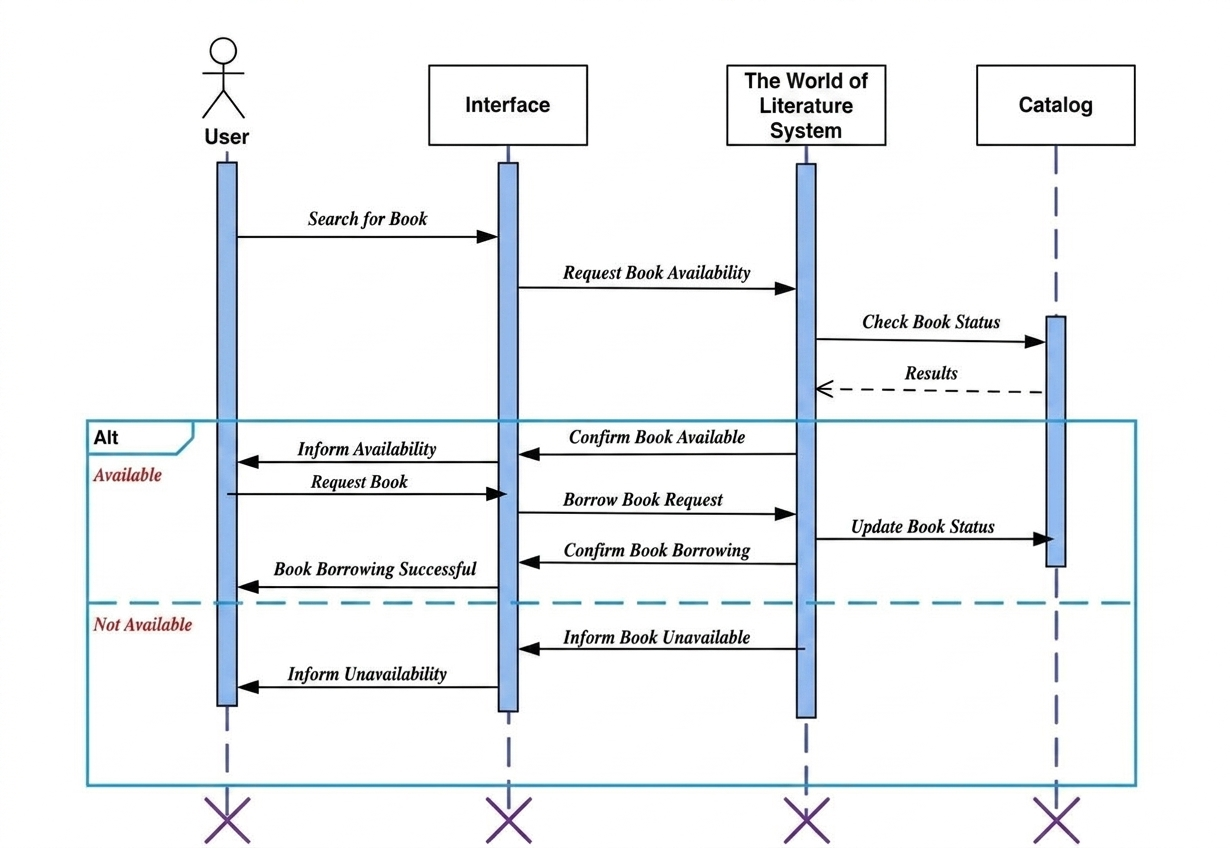 User
Interface
The World of
Literature
System
Catalog
Search for Book
Request Book Availability
Check Book Status
Results
Alt
Available
Confirm Book Available
Inform Availability
Request Book
Borrow Book Request
Update Book Status
Confirm Book Borrowing
Book Borrowing Successful
Not Available
Inform Book Unavailable
Inform Unavailability